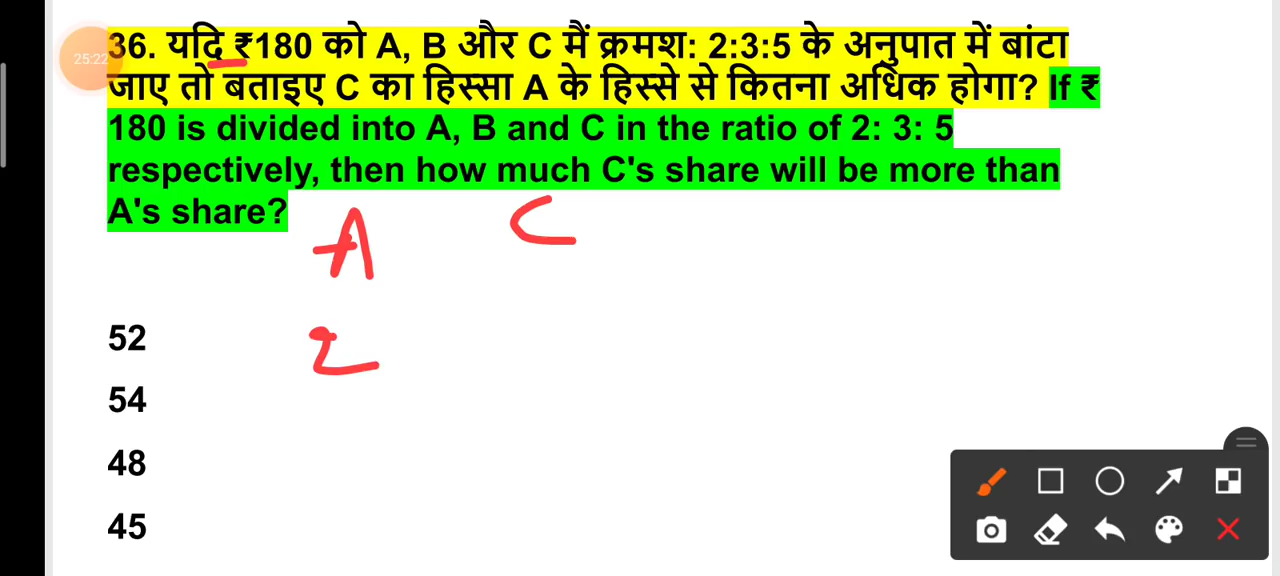 36. यदि ₹180 को A, B और C मैं क्रमश: 2:3:5 के अनुपात में बांटा
25:22
जाए तो बताइए C का हिस्सा A के हिस्से से कितना अधिक होगा? If ₹
180 is divided into A, B and C in the ratio of 2: 3: 5
respectively, then how much C's share will be more than
A's share?
A C
2
52
54
48
45